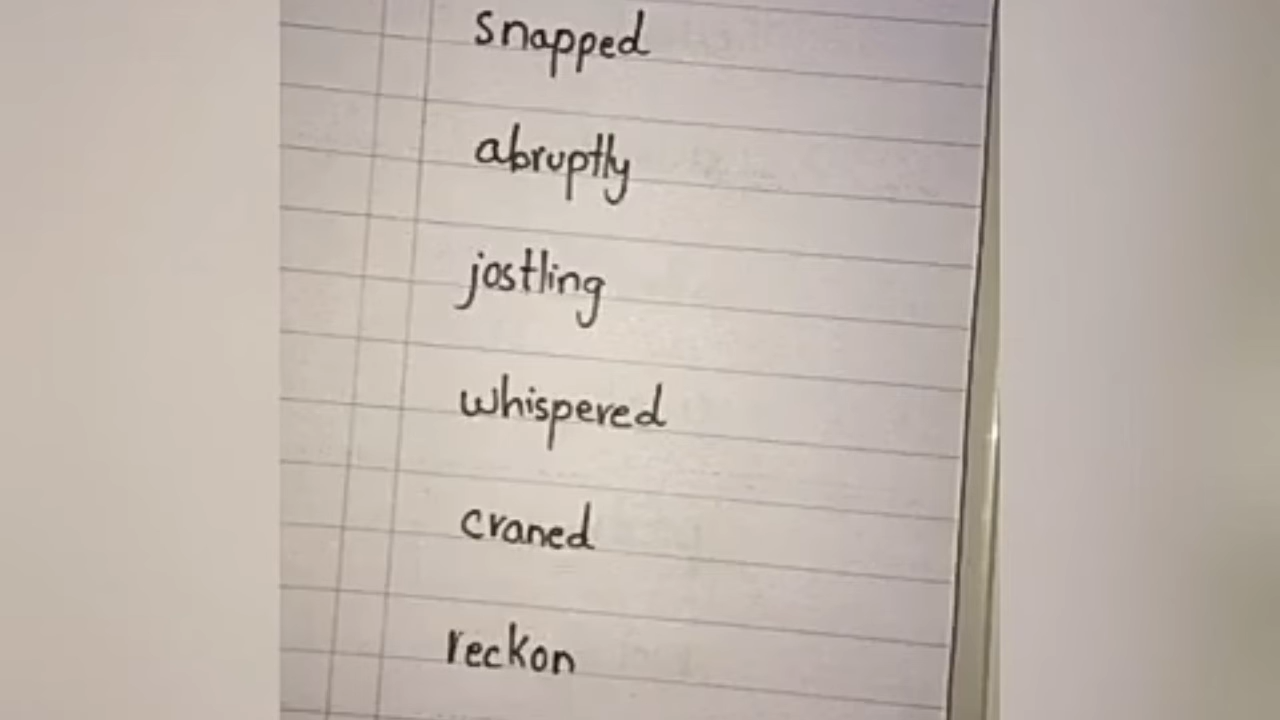 snapped
abruptly
jostling
whispered
craned
reckon